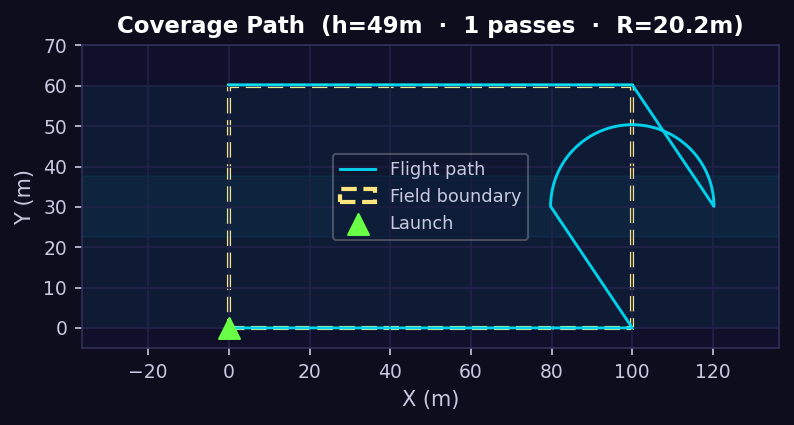 Coverage Path  (h=49m  ·  1 passes  ·  R=20.2m)
70
60
50
40
30
20
10
0
Y (m)
Flight path
Field boundary
Launch
−20
0
20
40
60
80
100
120
X (m)